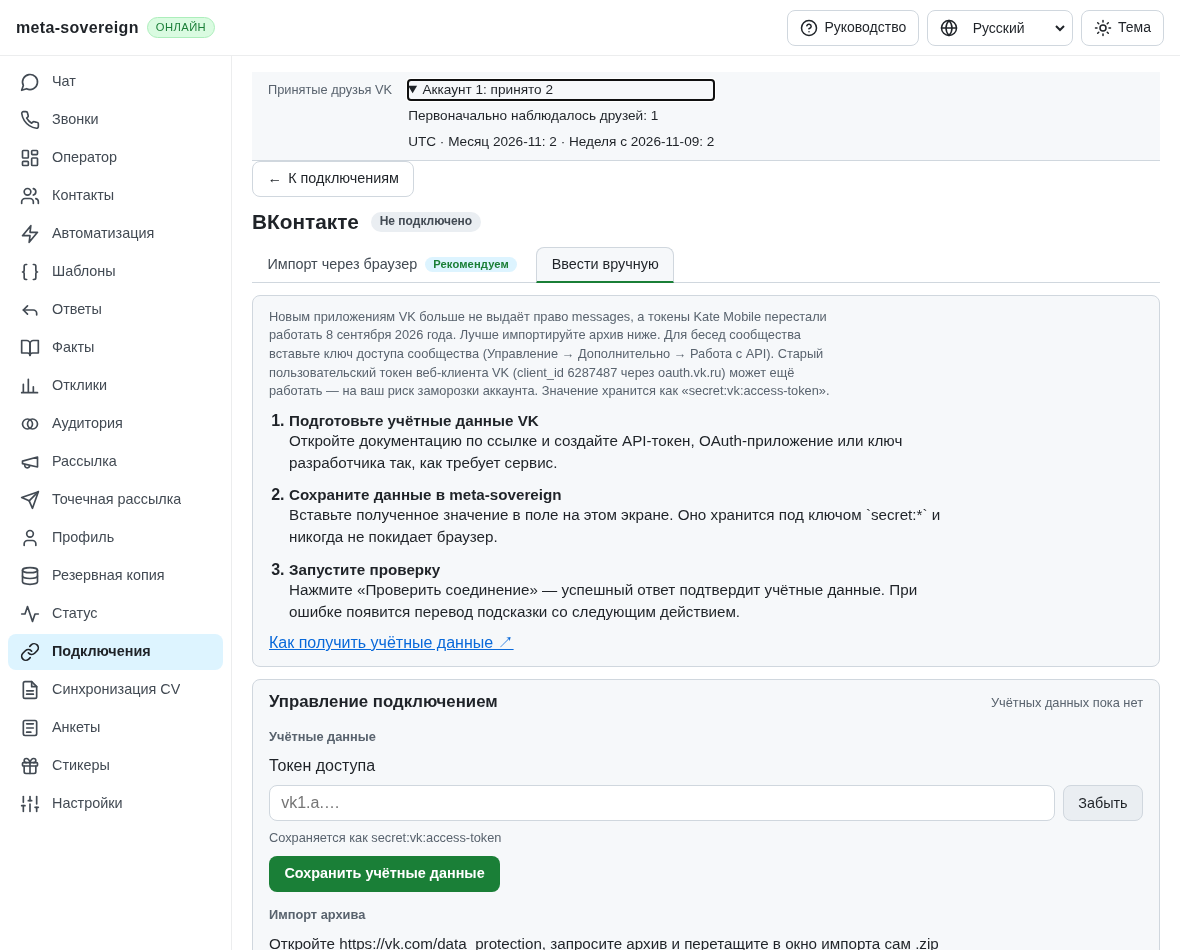 meta-sovereign ОНЛАЙН
Руководство Русский Тема
Чат
Звонки
Оператор
Контакты
Автоматизация
Шаблоны
Ответы
Факты
Отклики
Аудитория
Рассылка
Точечная рассылка
Профиль
Резервная копия
Статус
Подключения
Синхронизация CV
Анкеты
Стикеры
Настройки
Принятые друзья VK ▼ Аккаунт 1: принято 2
Первоначально наблюдалось друзей: 1
UTC · Месяц 2026-11: 2 · Неделя с 2026-11-09: 2
← К подключениям
ВКонтакте Не подключено
Импорт через браузер Рекомендуем Ввести вручную
Новым приложениям VK больше не выдаёт право messages, а токены Kate Mobile перестали
работать 8 сентября 2026 года. Лучше импортируйте архив ниже. Для бесед сообщества
вставьте ключ доступа сообщества (Управление → Дополнительно → Работа с API). Старый
пользовательский токен веб-клиента VK (client_id 6287487 через oauth.vk.ru) может ещё
работать — на ваш риск заморозки аккаунта. Значение хранится как «secret:vk:access-token».
1. Подготовьте учётные данные VK
Откройте документацию по ссылке и создайте API-токен, OAuth-приложение или ключ
разработчика так, как требует сервис.
2. Сохраните данные в meta-sovereign
Вставьте полученное значение в поле на этом экране. Оно хранится под ключом `secret:*` и
никогда не покидает браузер.
3. Запустите проверку
Нажмите «Проверить соединение» — успешный ответ подтвердит учётные данные. При
ошибке появится перевод подсказки со следующим действием.
Как получить учётные данные ↗
Управление подключением Учётных данных пока нет
Учётные данные
Токен доступа
vk1.a.… Забыть
Сохраняется как secret:vk:access-token
Сохранить учётные данные
Импорт архива
Откройте https://vk.com/data_protection, запросите архив и перетащите в окно импорта сам .zip